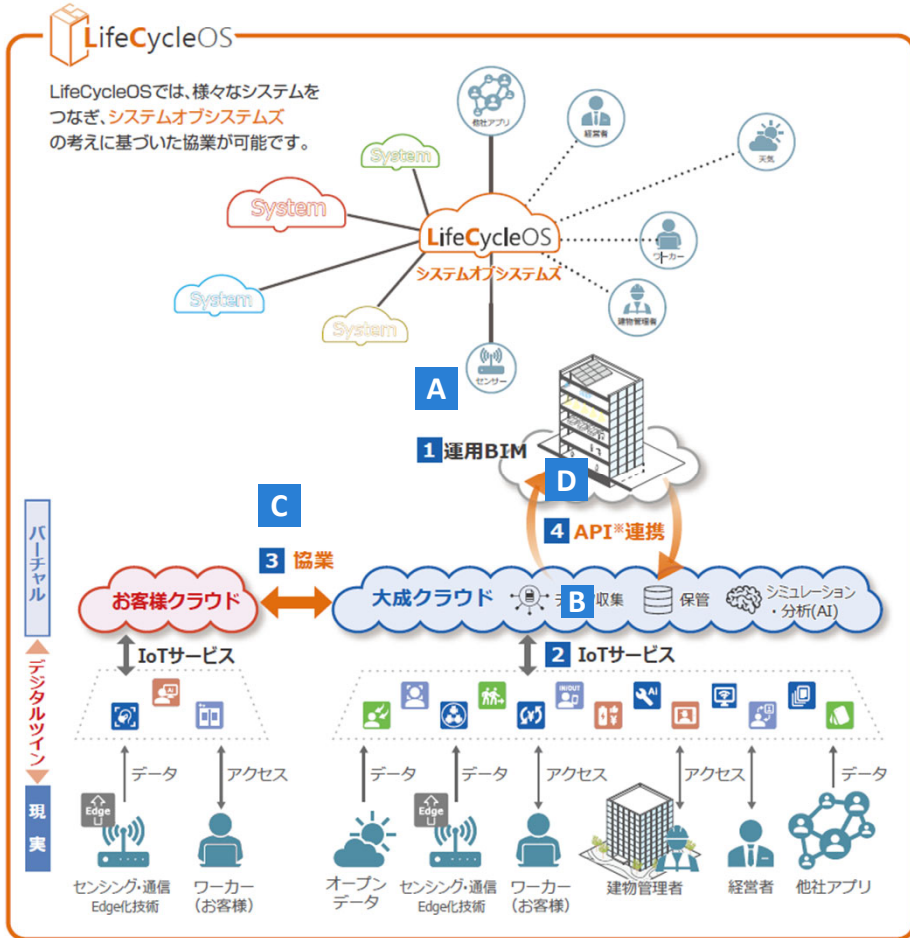 LifeCycleOS
LifeCycleOSでは、様々なシステムを
つなぎ、システムオブシステムズ
の考えに基づいた協業が可能です。
他社アプリ
経営者
天気
System
System
LifeCycleOS
システムオブシステムズ
ワーカー
System
System
建物管理者
センサー
A
1 運用BIM
D
C
4 API※連携
3 協業
バーチャル
お客様クラウド
大成クラウド
B
収集
保管
シミュレーション
・分析(AI)
IoTサービス
2 IoTサービス
デジタルツイン
AI
IN/OUT
AI
データ
アクセス
データ
データ
アクセス
アクセス
データ
現実
Edge
Edge
センシング・通信
Edge化技術
ワーカー
(お客様)
オープン
データ
センシング・通信
Edge化技術
ワーカー
(お客様)
建物管理者
経営者
他社アプリ